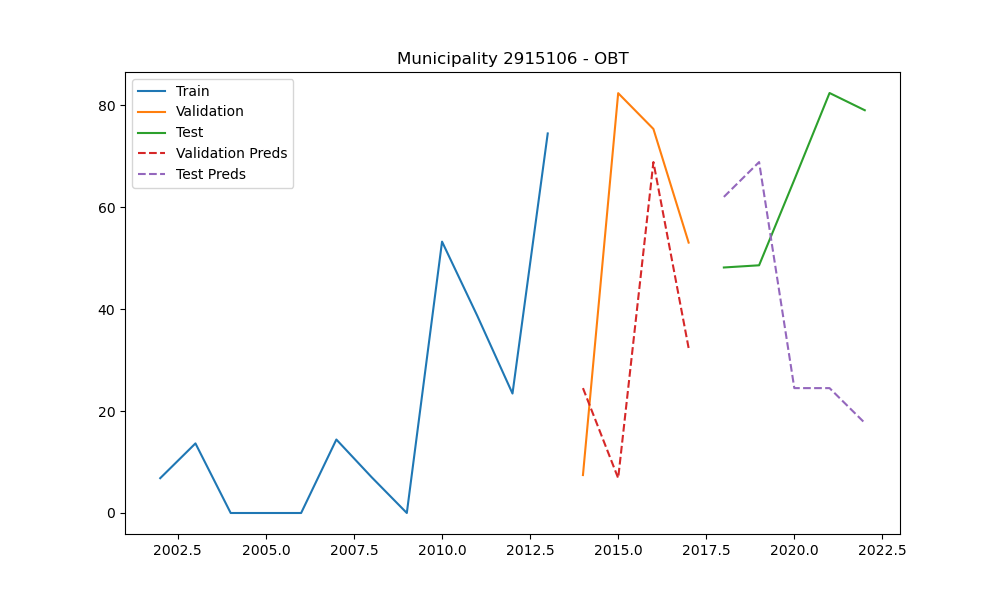 Municipality 2915106 - OBT
Train
Validation
Test
Validation Preds
Test Preds
80
60
40
20
0
2002.5 2005.0 2007.5 2010.0 2012.5 2015.0 2017.5 2020.0 2022.5